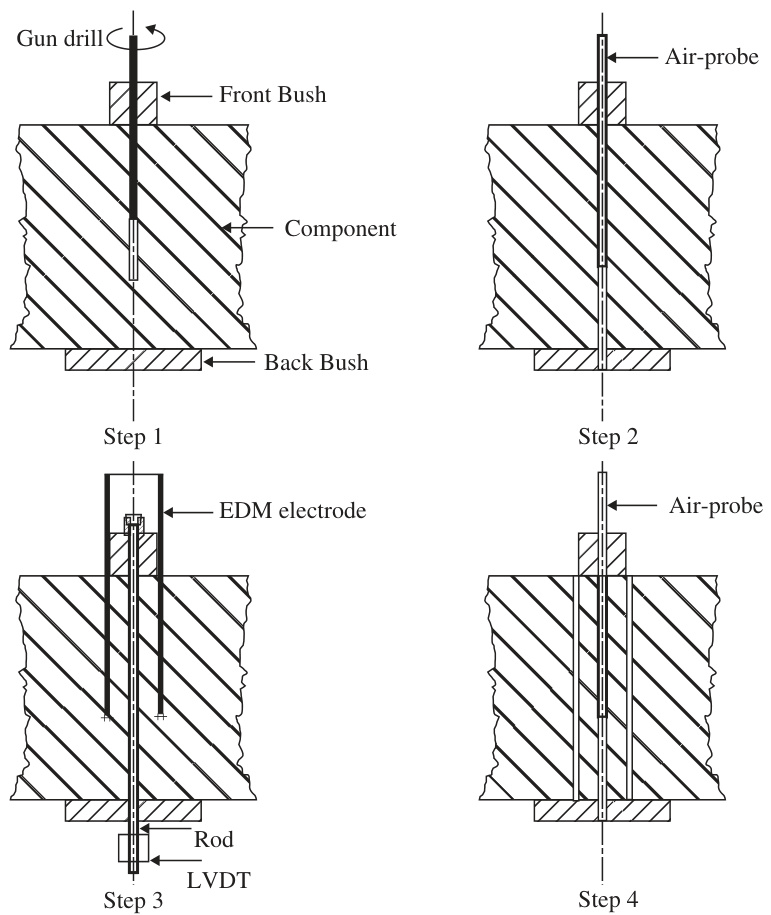 Gun drill
Air-probe
Front Bush
Component
Back Bush
Step 1
Step 2
EDM electrode
Air-probe
Rod
LVDT
Step 3
Step 4